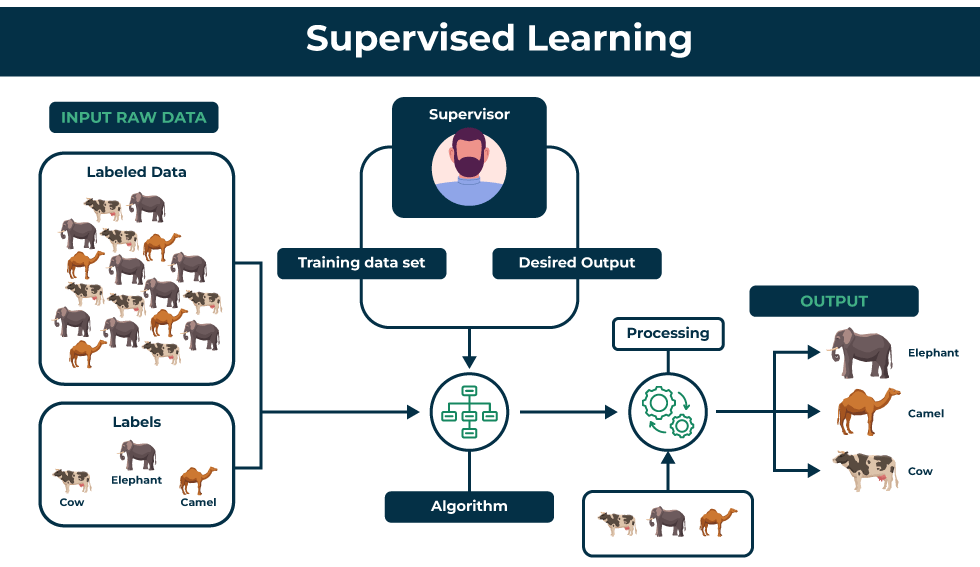 Supervised Learning
INPUT RAW DATA
Labeled Data
Labels
Elephant
Cow
Camel
Supervisor
Training data set
Desired Output
Algorithm
Processing
OUTPUT
Elephant
Camel
Cow